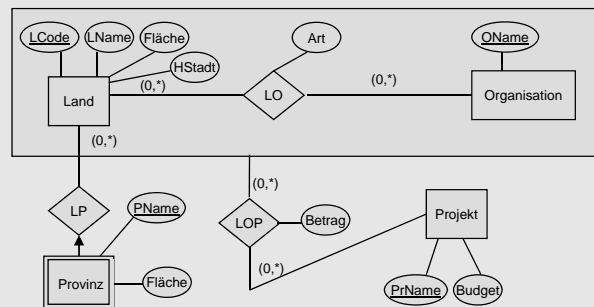 LCode LName Fläche Art OName
HStadt
Land (0,*) LO (0,*) Organisation
(0,*)
(0,*)
LP PName LOP Betrag Projekt
(0,*)
Provinz Fläche PrName Budget